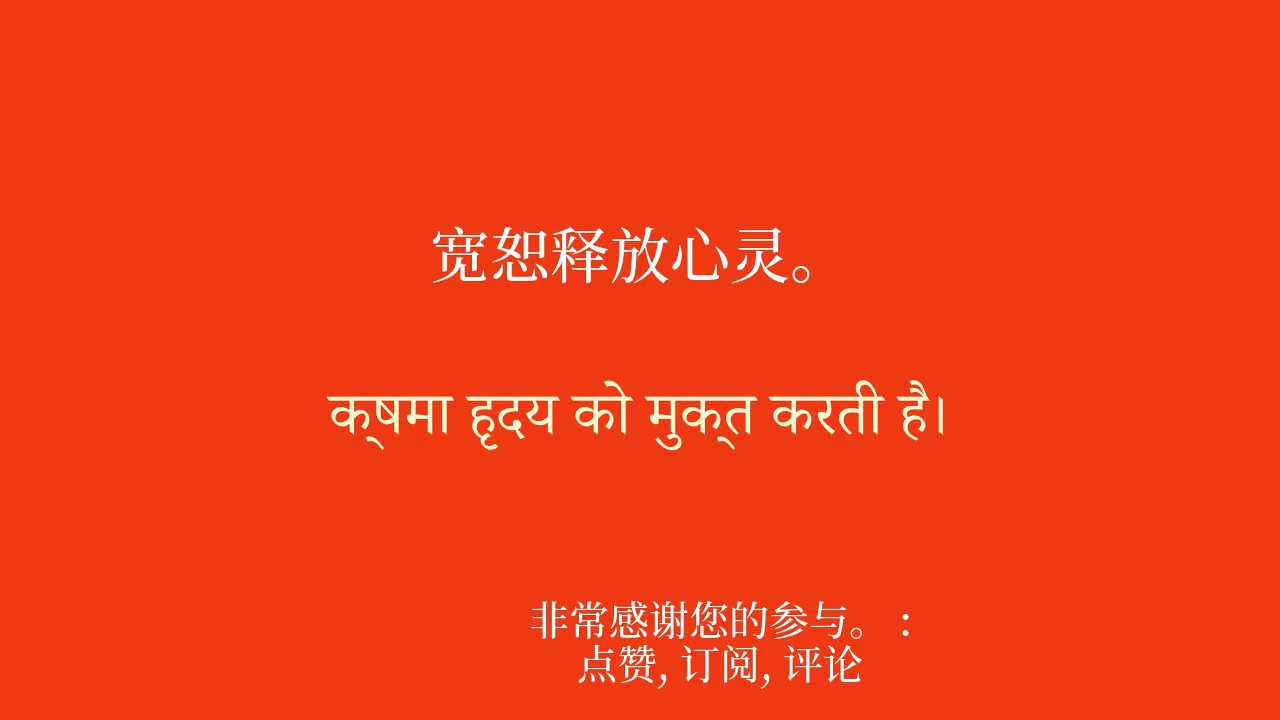 宽恕释放心灵。
क्षमा हृदय को मुक्त करती है।
非常感谢您的参与。 :
点赞, 订阅, 评论